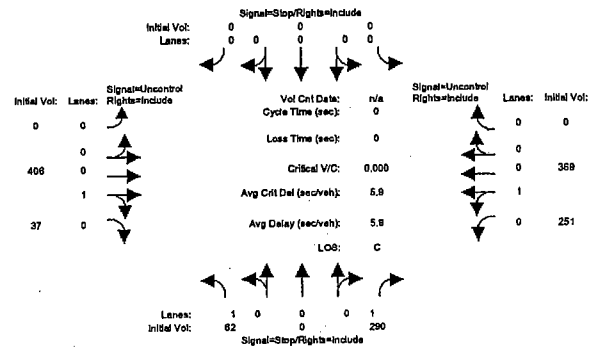 Signal=Stop/Rights=Include
Initial Vol: 0 0 0
Lanes: 0 0 0 0 0
Signal=Uncontrol
Rights=Include
Initial Vol: Lanes:
Vol Cnt Data: n/a
Cycle Time (sec): 0
Signal=Uncontrol
Rights=Include
Lanes: Initial Vol:
0 0
0 0
Loss Time (sec): 0
0
0
406 0
Critical V/C: 0.000
0 369
1
Avg Crit Del (sec/veh): 5.9
1
37 0
Avg Delay (sec/veh): 5.9
0 251
LOS: C
Lanes: 1 0 0 0 1
Initial Vol: 62 0 290
Signal=Stop/Rights=Include